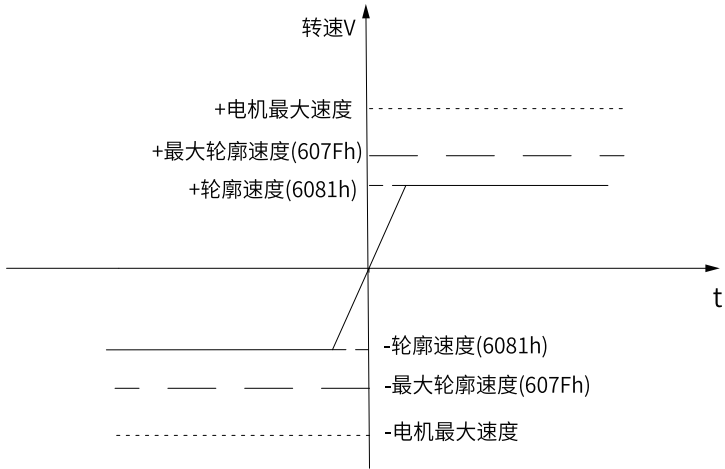 转速V
+电机最大速度
+最大轮廓速度(607Fh)
+轮廓速度(6081h)
t
-轮廓速度(6081h)
-最大轮廓速度(607Fh)
-电机最大速度